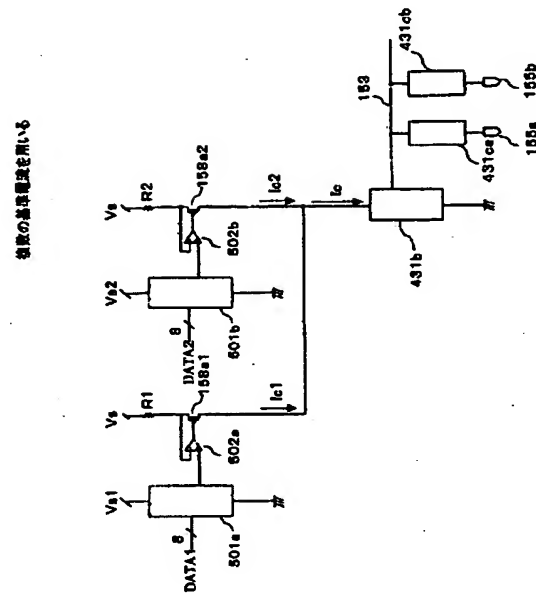 複数の基準電流を用いる
Vs
R2
158a2
Ic2
Ic
Vs2
502b
8
DATA2
501b
153
431cb
155b
431ca
155a
431b
Vs
R1
158a1
Ic1
Vs1
502a
8
DATA1
501a